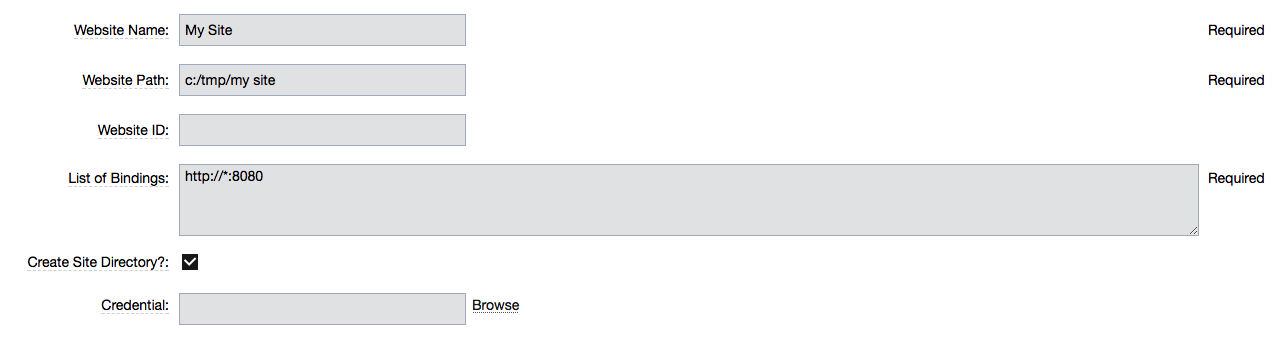 Website Name: My Site Required
Website Path: c:/tmp/my site Required
Website ID:
List of Bindings: http://*:8080 Required
Create Site Directory?:
Credential: Browse